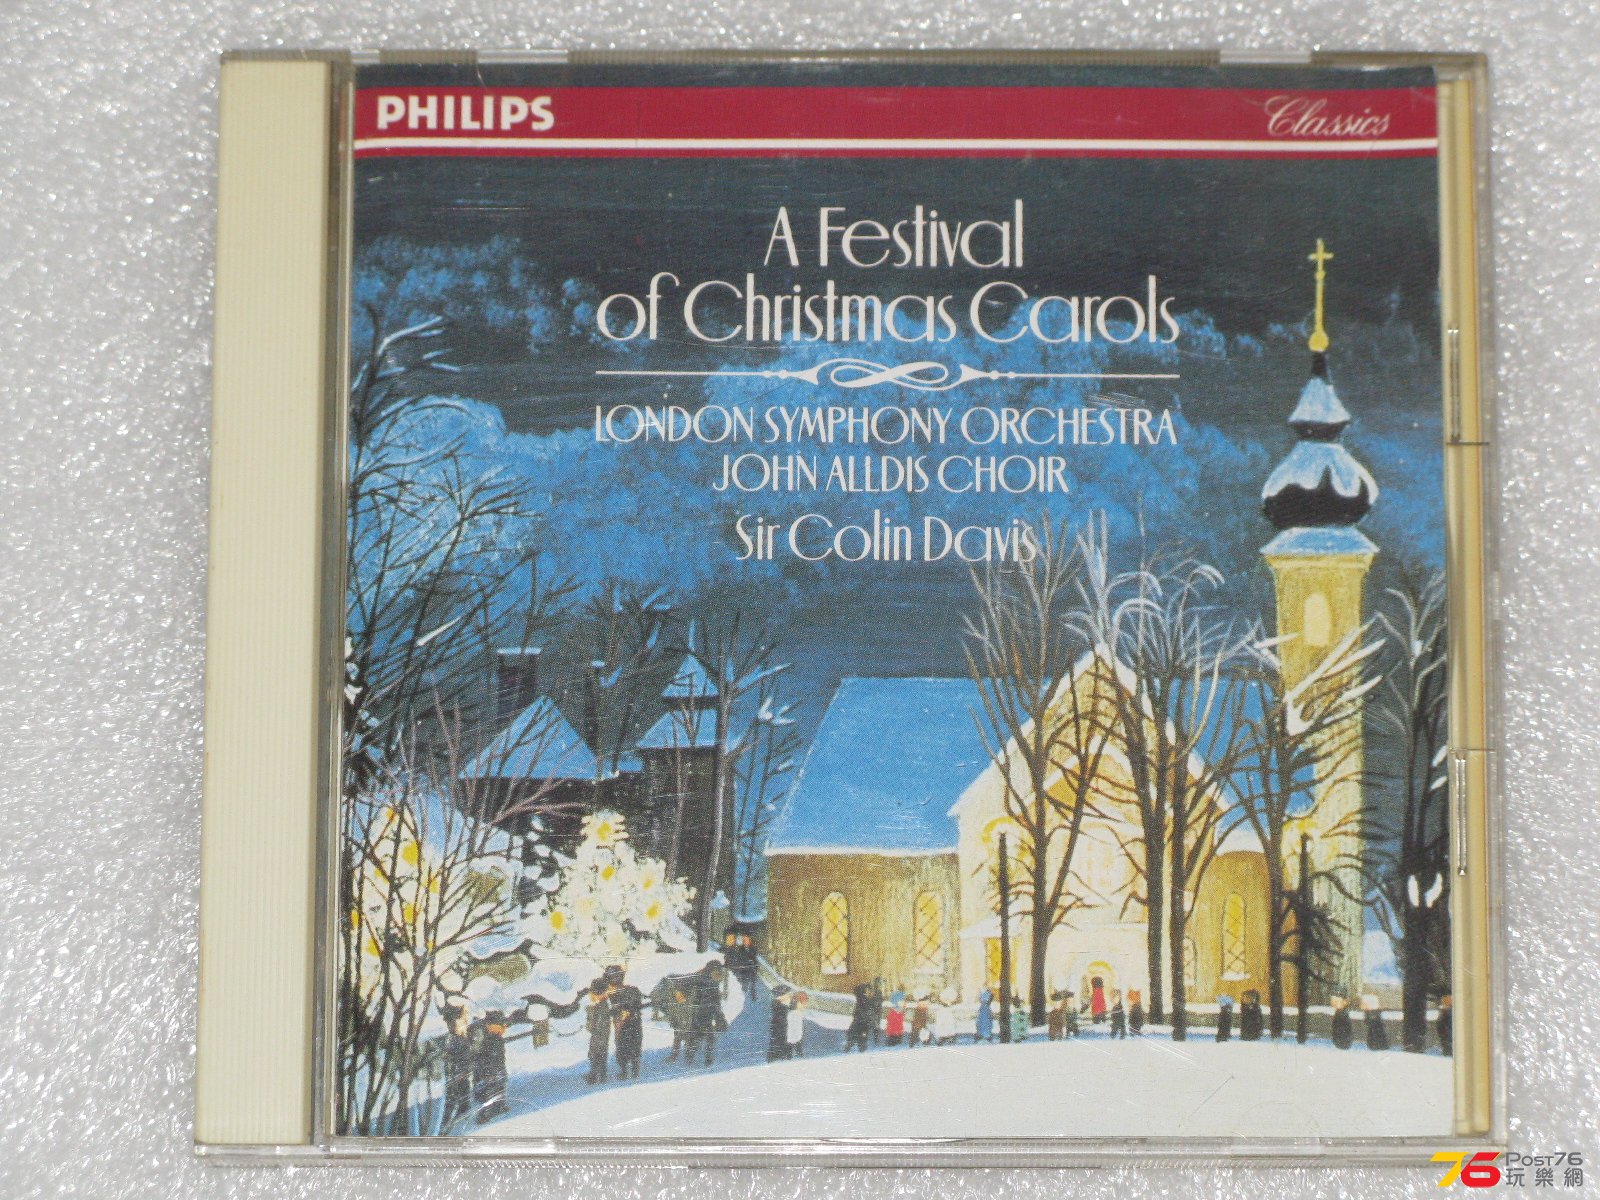 PHILIPS
Classics
A Festival
of Christmas Carols
LONDON SYMPHONY ORCHESTRA
JOHN ALLDIS CHOIR
Sir Colin Davis
76 POST76
玩樂網